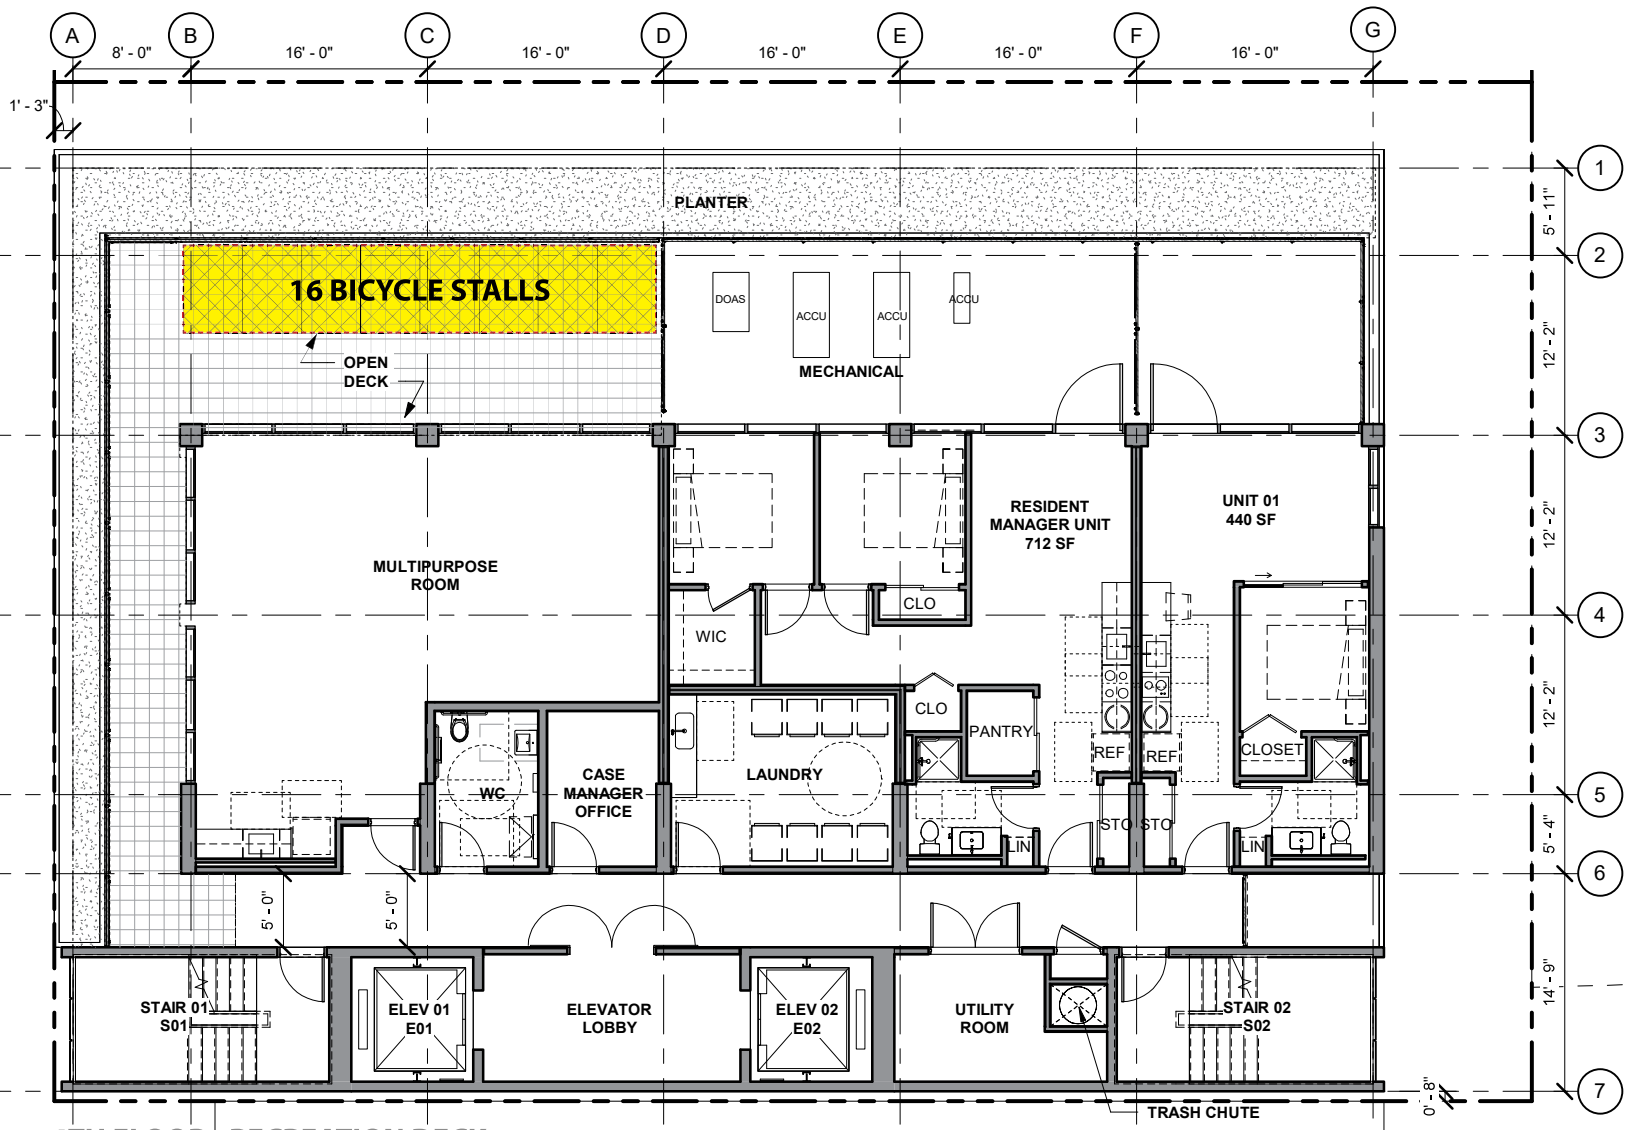 A B C D E F G
8' - 0" 16' - 0" 16' - 0" 16' - 0" 16' - 0" 16' - 0"
1' - 3"
1
PLANTER
5' - 11"
2
16 BICYCLE STALLS
DOAS
ACCU
ACCU
ACCU
OPEN
DECK
MECHANICAL
12' - 2"
3
RESIDENT
MANAGER UNIT
712 SF
UNIT 01
440 SF
12' - 2"
MULTIPURPOSE
ROOM
CLO
4
WIC
CLO
PANTRY
12' - 2"
REF
REF
CLOSET
WC
CASE
MANAGER
OFFICE
LAUNDRY
5
STO
STO
LIN
LIN
5' - 4"
6
5' - 0"
5' - 0"
14' - 9"
STAIR 01
S01
ELEV 01
E01
ELEVATOR
LOBBY
ELEV 02
E02
UTILITY
ROOM
STAIR 02
S02
7
0' - 8"
TRASH CHUTE